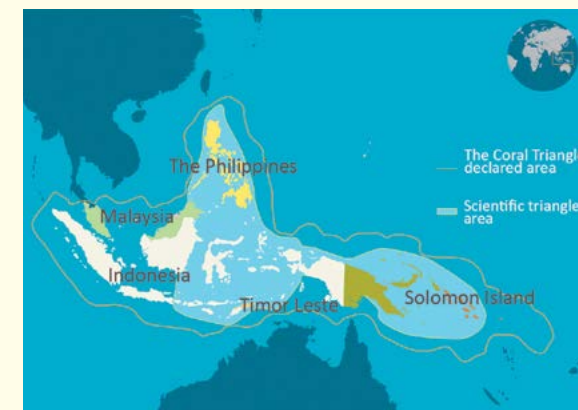 The Coral Triangle
declared area
The Philippines
Scientific triangle
area
Malaysia
Indonesia
Timor Leste
Solomon Island